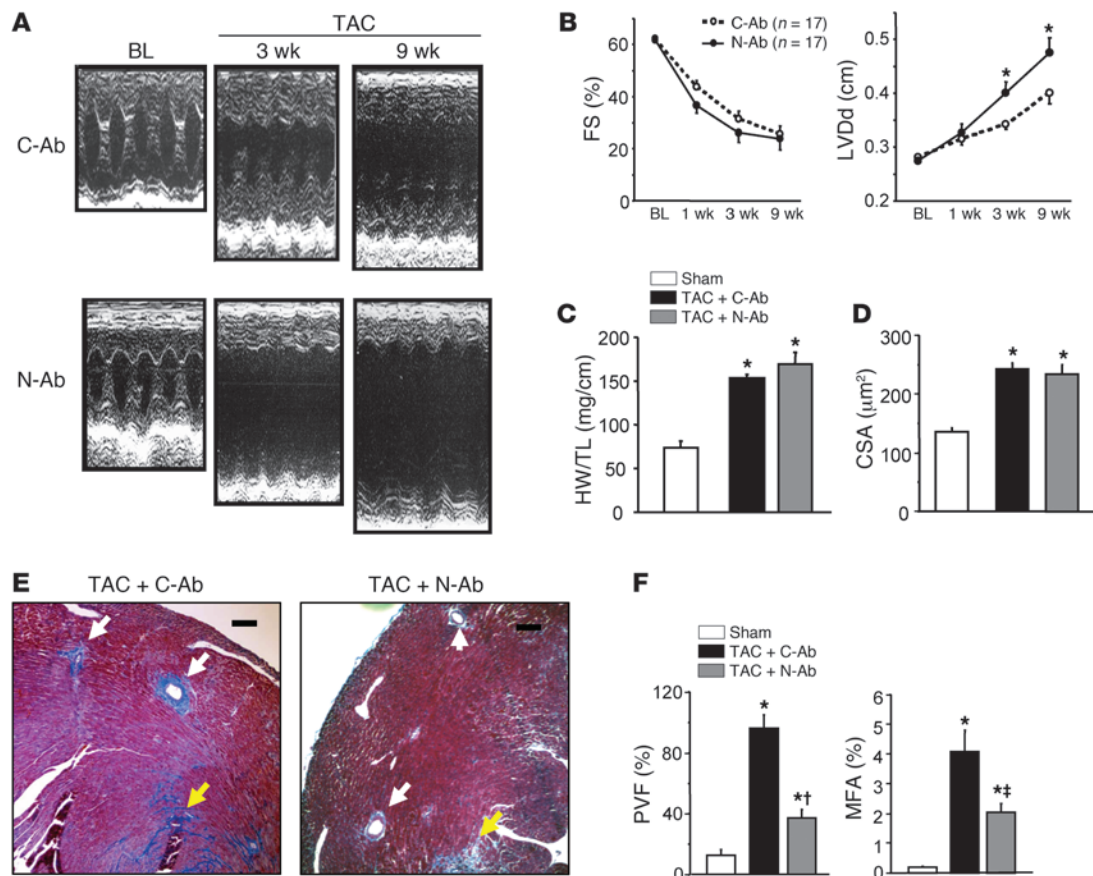 A
TAC
BL
3 wk
9 wk
C-Ab
N-Ab
B
C-Ab (n = 17)
N-Ab (n = 17)
FS (%)
60
40
20
0
BL
1 wk
3 wk
9 wk
LVDd (cm)
0.5
0.4
0.3
0.2
*
*
BL
1 wk
3 wk
9 wk
Sham
TAC + C-Ab
TAC + N-Ab
C
HW/TL (mg/cm)
200
150
100
50
0
*
*
D
CSA (μm²)
300
200
100
0
*
*
E
TAC + C-Ab
TAC + N-Ab
F
Sham
TAC + C-Ab
TAC + N-Ab
PVF (%)
120
80
40
0
*
*†
MFA (%)
6
5
4
3
2
1
0
*
*‡